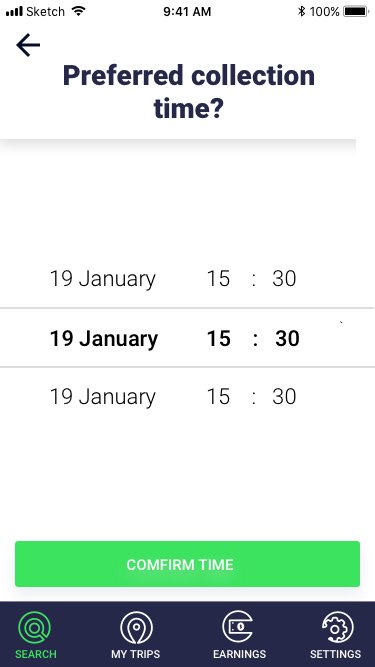 Sketch 9:41 AM 100%
Preferred collection
time?
19 January 15 : 30
19 January 15 : 30
19 January 15 : 30
COMFIRM TIME
SEARCH MY TRIPS EARNINGS SETTINGS